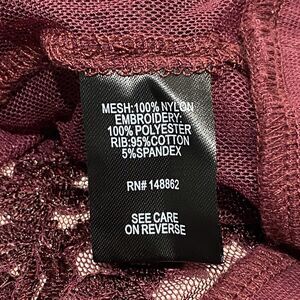 MESH:100% NYLON
EMBROIDERY:
100% POLYESTER
RIB:95%COTTON
5%SPANDEX
RN# 148862
SEE CARE
ON REVERSE